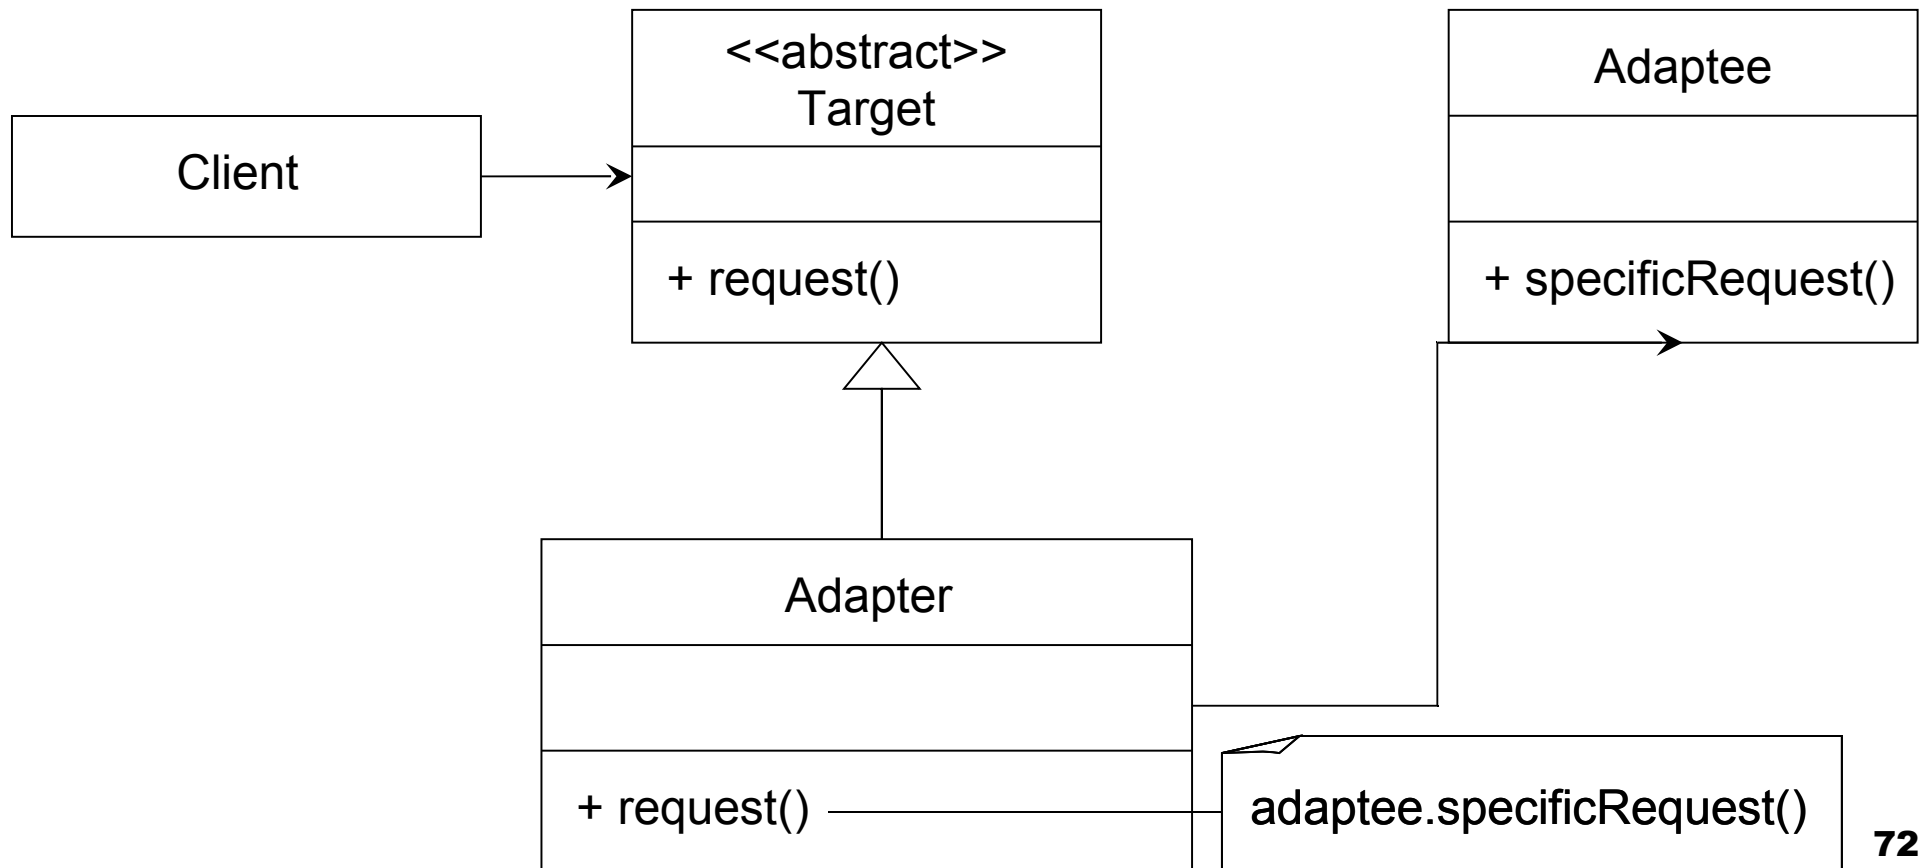 <<abstract>>
Target
Adaptee
Client
+ request()
+ specificRequest()
Adapter
+ request()
adaptee.specificRequest()
72